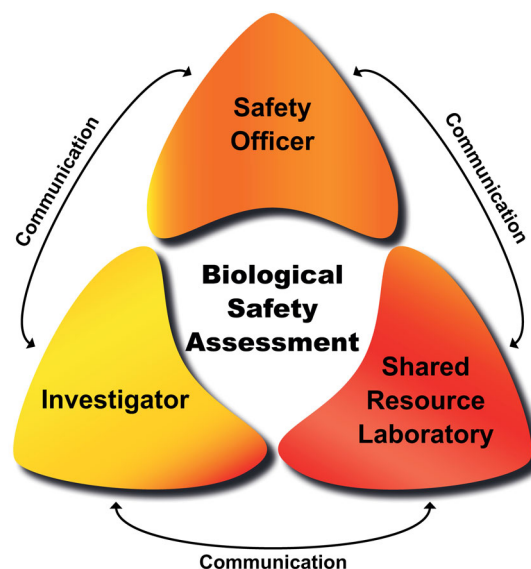 Safety
Officer
Communication
Communication
Biological
Safety
Assessment
Investigator
Shared
Resource
Laboratory
Communication